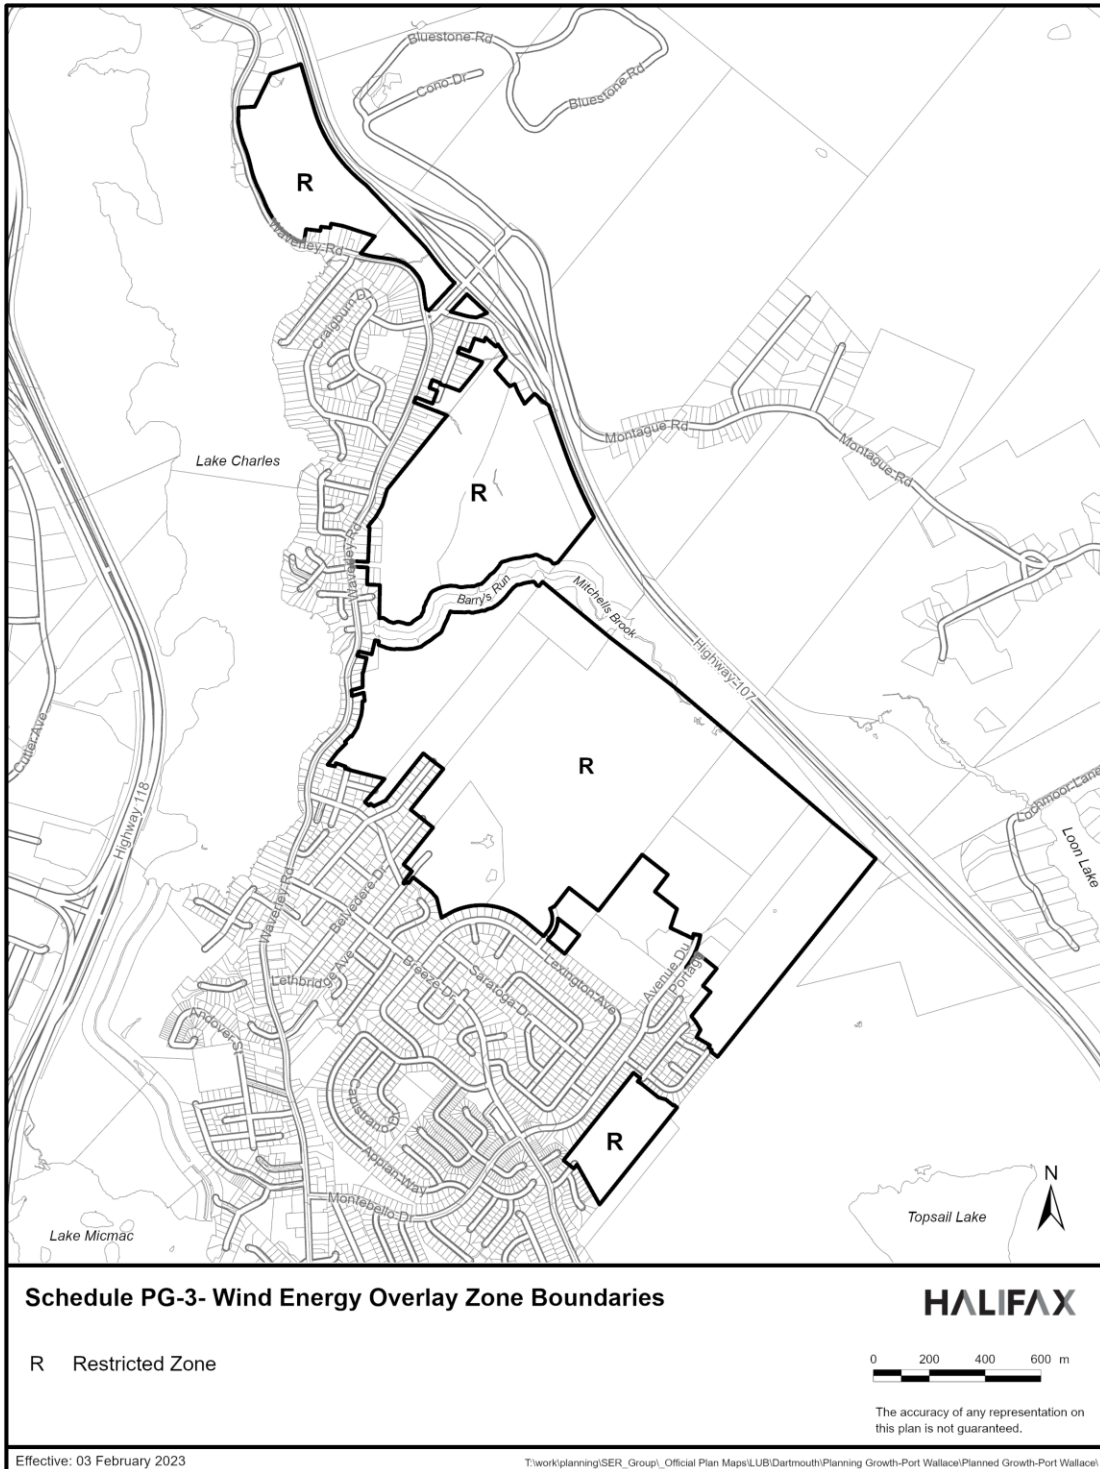 Bluestone Rd
Cono Dr
Bluestone Rd
R
Waverley Rd
Craigburn Dr
Montague Rd
Montague Rd
Lake Charles
R
Waverley Rd
Barry's Run
Mitchells Brook
Highway 107
Cutler Ave
Highway 118
R
Lochmoor Lane
Loon Lake
Waverley Rd
Belvedere Dr
Lethbridge Ave
Breeze Dr
Saratoga Dr
Lexington Ave
Avenue Du
Portage
Andover St
Capistrano Dr
Appian Way
Montebello Dr
R
N
Lake Micmac
Topsail Lake
Schedule PG-3- Wind Energy Overlay Zone Boundaries
HALIFAX
R Restricted Zone
0 200 400 600 m
The accuracy of any representation on
this plan is not guaranteed.
Effective: 03 February 2023
T:\work\planning\SER_Group\_Official Plan Maps\LUB\Dartmouth\Planning Growth-Port Wallace\Planned Growth-Port Wallace\